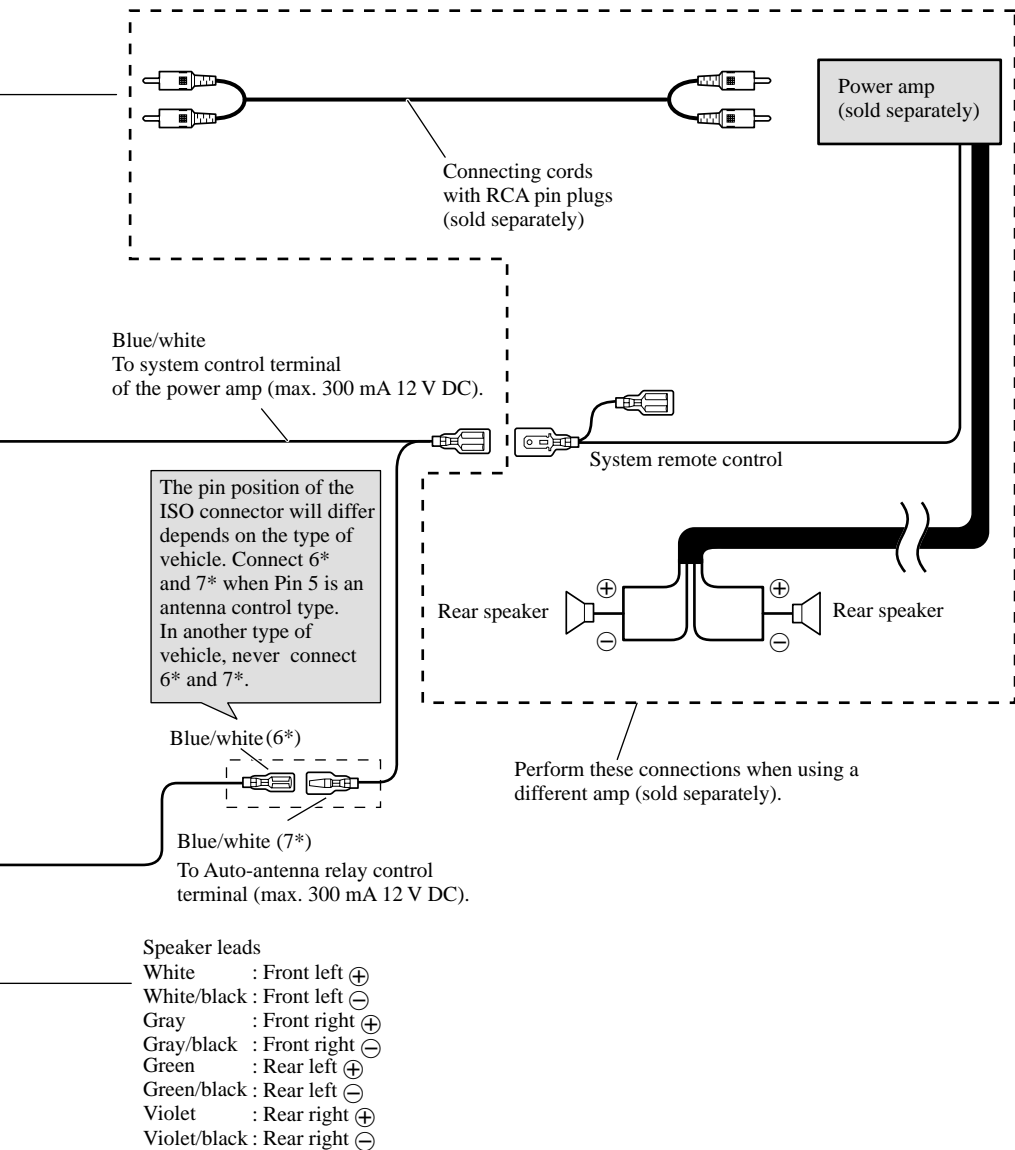 Power amp
(sold separately)
Connecting cords
with RCA pin plugs
(sold separately)
Blue/white
To system control terminal
of the power amp (max. 300 mA 12 V DC).
System remote control
The pin position of the
ISO connector will differ
depends on the type of
vehicle. Connect 6*
and 7* when Pin 5 is an
antenna control type.
In another type of
vehicle, never connect
6* and 7*.
Rear speaker
⊕
⊖
⊕
⊖
Rear speaker
Blue/white (6*)
Perform these connections when using a
different amp (sold separately).
Blue/white (7*)
To Auto-antenna relay control
terminal (max. 300 mA 12 V DC).
Speaker leads
White : Front left ⊕
White/black : Front left ⊖
Gray : Front right ⊕
Gray/black : Front right ⊖
Green : Rear left ⊕
Green/black : Rear left ⊖
Violet : Rear right ⊕
Violet/black : Rear right ⊖